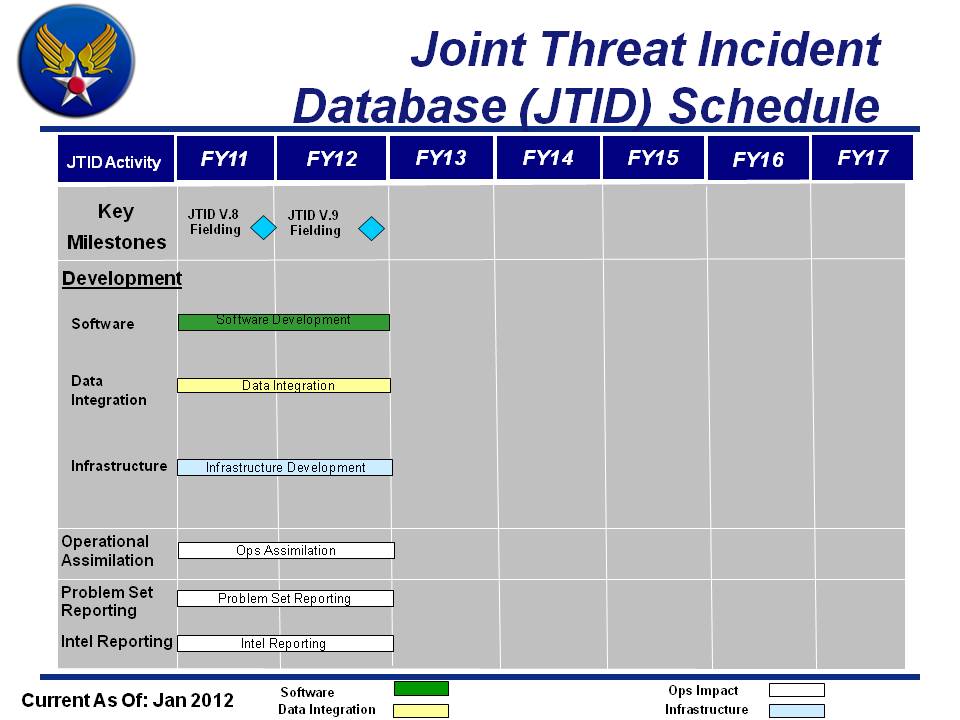 Joint Threat Incident
Database (JTID) Schedule
JTID Activity FY11 FY12 FY13 FY14 FY15 FY16 FY17
Key
Milestones
JTID V.8
Fielding
JTID V.9
Fielding
Development
Software
Software Development
Data
Integration
Data Integration
Infrastructure
Infrastructure Development
Operational
Assimilation
Ops Assimilation
Problem Set
Reporting
Problem Set Reporting
Intel Reporting
Intel Reporting
Current As Of: Jan 2012
Software
Data Integration
Ops Impact
Infrastructure